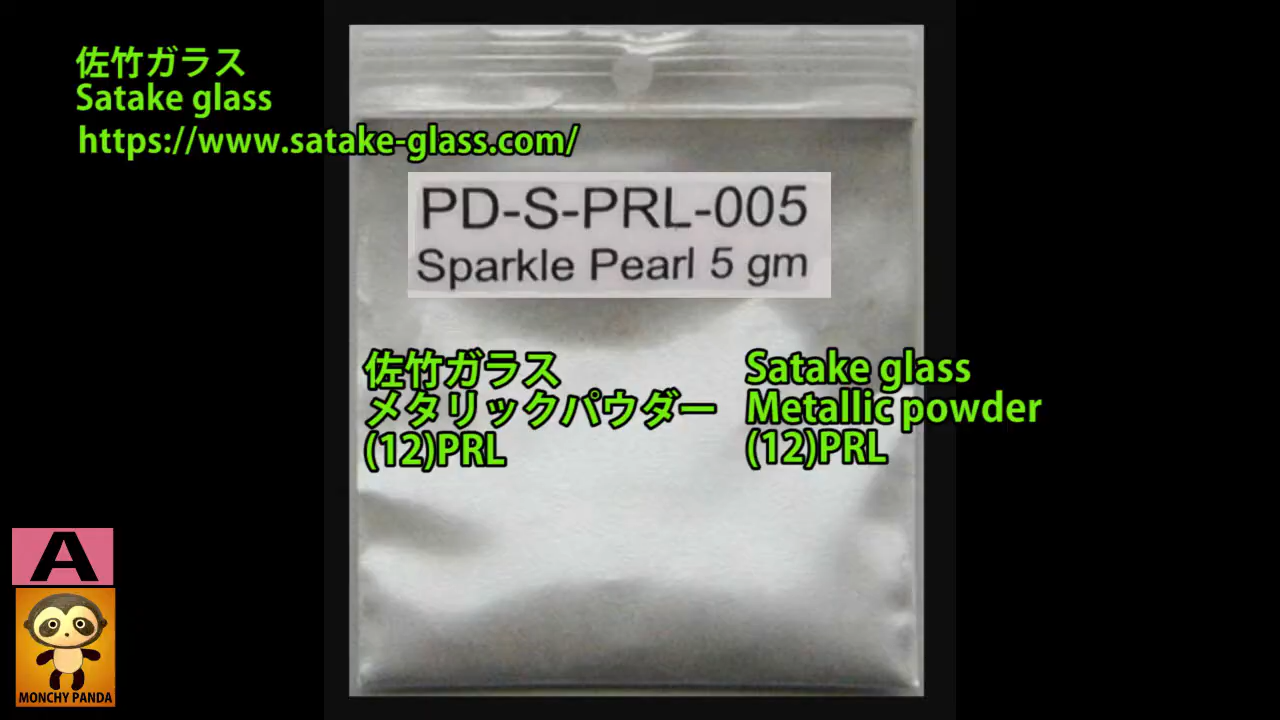 佐竹ガラス
Satake glass
https://www.satake-glass.com/
PD-S-PRL-005
Sparkle Pearl 5 gm
佐竹ガラス
メタリックパウダー
(12)PRL
Satake glass
Metallic powder
(12)PRL
A
MONCHY PANDA